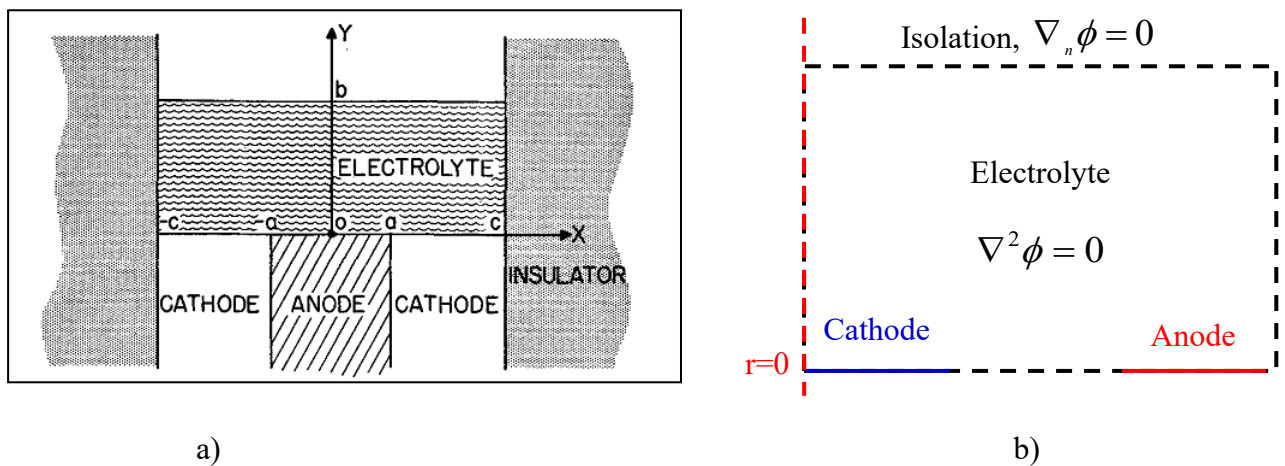 Y
b
ELECTROLYTE
-c -a o a c
X
INSULATOR
CATHODE ANODE CATHODE
a)
Isolation, ∇ₙϕ = 0
Electrolyte
∇²ϕ = 0
Cathode Anode
r=0
b)